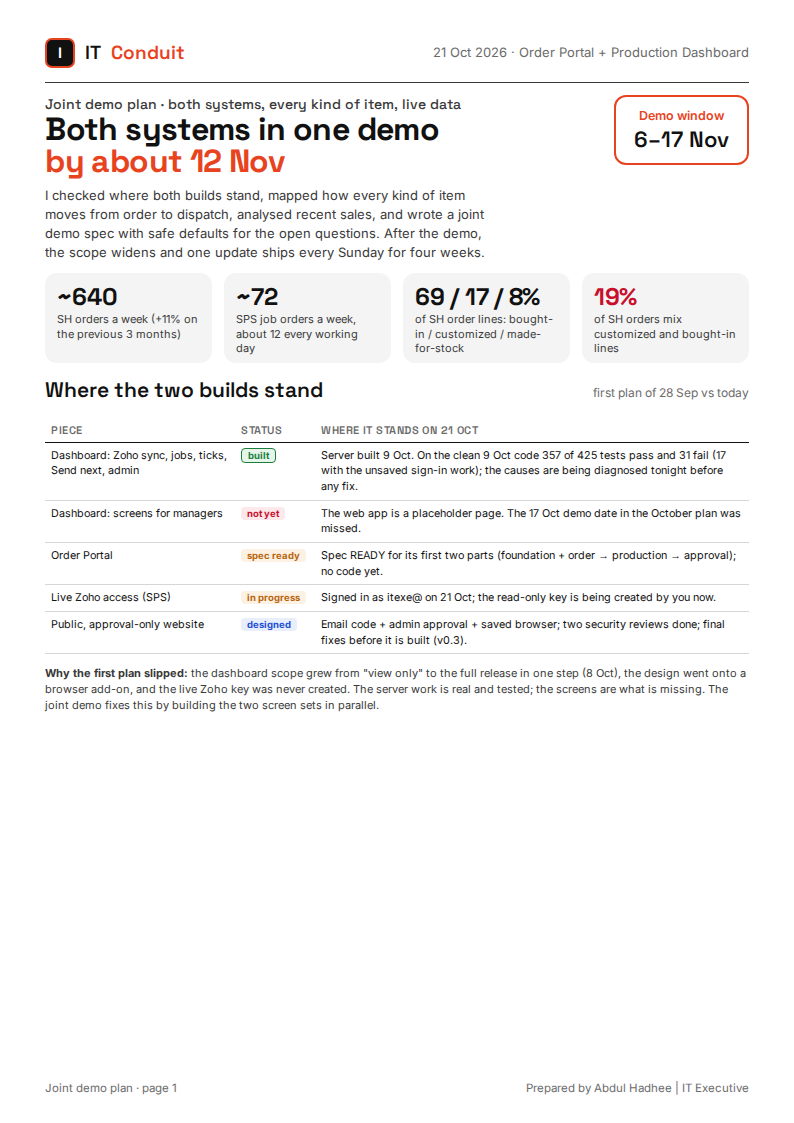 I IT Conduit
21 Oct 2026 · Order Portal + Production Dashboard
Joint demo plan · both systems, every kind of item, live data
Both systems in one demo
by about 12 Nov
Demo window
6–17 Nov
I checked where both builds stand, mapped how every kind of item
moves from order to dispatch, analysed recent sales, and wrote a joint
demo spec with safe defaults for the open questions. After the demo,
the scope widens and one update ships every Sunday for four weeks.
~640
SH orders a week (+11% on
the previous 3 months)
~72
SPS job orders a week,
about 12 every working
day
69 / 17 / 8%
of SH order lines: bought-
in / customized / made-
for-stock
19%
of SH orders mix
customized and bought-in
lines
Where the two builds stand
first plan of 28 Sep vs today
PIECE STATUS WHERE IT STANDS ON 21 OCT
Dashboard: Zoho sync, jobs, ticks,
Send next, admin
built
Server built 9 Oct. On the clean 9 Oct code 357 of 425 tests pass and 31 fail (17
with the unsaved sign-in work); the causes are being diagnosed tonight before
any fix.
Dashboard: screens for managers
not yet
The web app is a placeholder page. The 17 Oct demo date in the October plan was
missed.
Order Portal
spec ready
Spec READY for its first two parts (foundation + order → production → approval);
no code yet.
Live Zoho access (SPS)
in progress
Signed in as itexe@ on 21 Oct; the read-only key is being created by you now.
Public, approval-only website
designed
Email code + admin approval + saved browser; two security reviews done; final
fixes before it is built (v0.3).
Why the first plan slipped: the dashboard scope grew from "view only" to the full release in one step (8 Oct), the design went onto a
browser add-on, and the live Zoho key was never created. The server work is real and tested; the screens are what is missing. The
joint demo fixes this by building the two screen sets in parallel.
Joint demo plan · page 1
Prepared by Abdul Hadhee | IT Executive